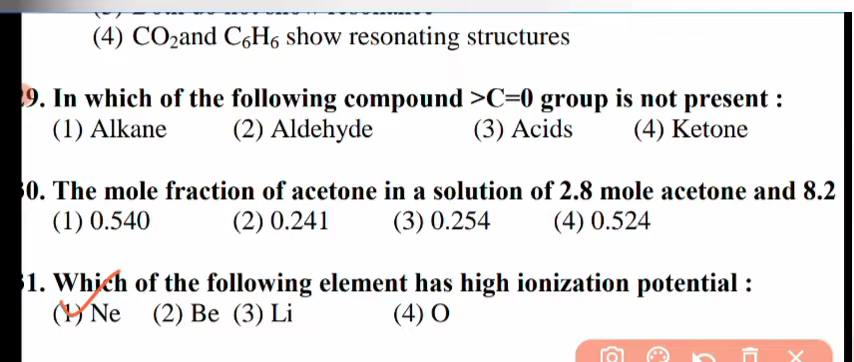 (4) CO₂and C₆H₆ show resonating structures
9. In which of the following compound >C=0 group is not present :
(1) Alkane (2) Aldehyde (3) Acids (4) Ketone
0. The mole fraction of acetone in a solution of 2.8 mole acetone and 8.2
(1) 0.540 (2) 0.241 (3) 0.254 (4) 0.524
1. Which of the following element has high ionization potential :
(1) Ne (2) Be (3) Li (4) O